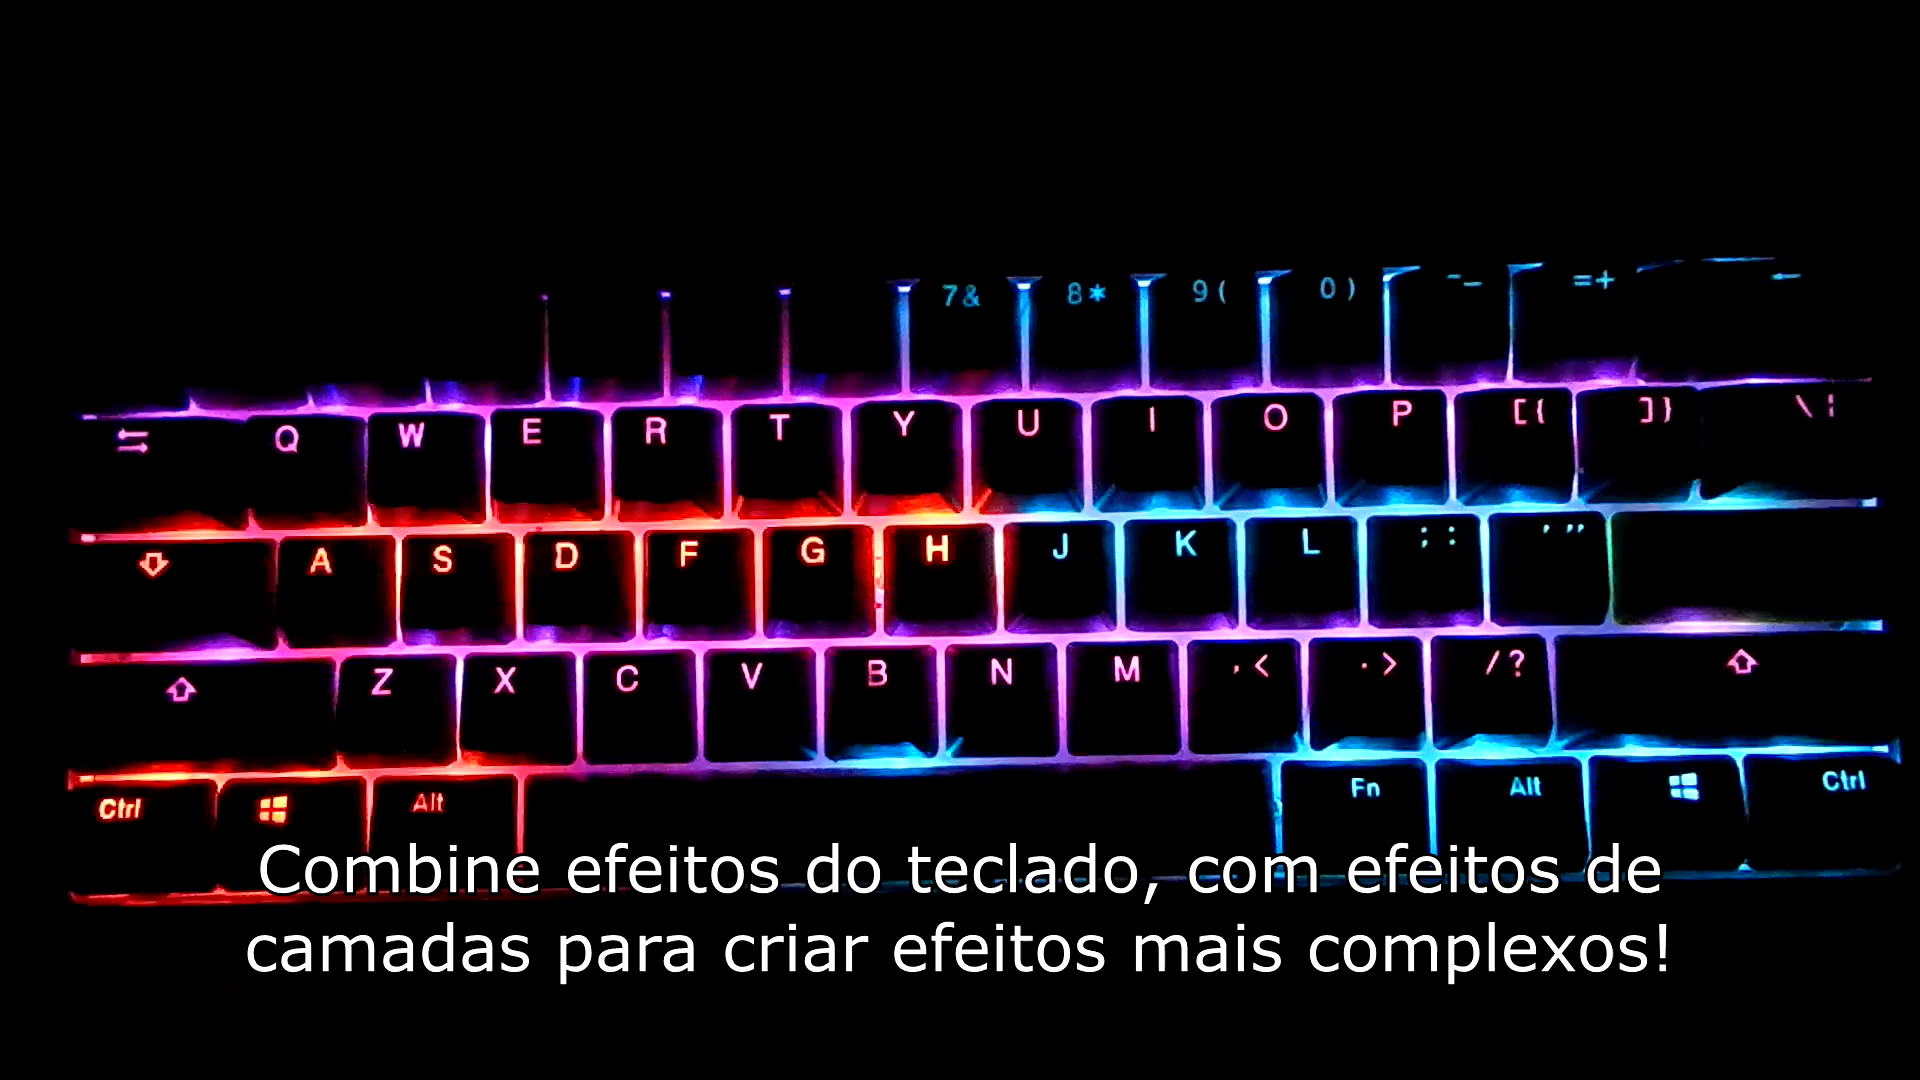 7& 8* 9( 0) -_ =+ ←
Q W E R T Y U I O P [{ ]} \¦
A S D F G H J K L ;: '"
Z X C V B N M ,< .> /?
Ctrl Alt Fn Alt Ctrl
Combine efeitos do teclado, com efeitos de
camadas para criar efeitos mais complexos!